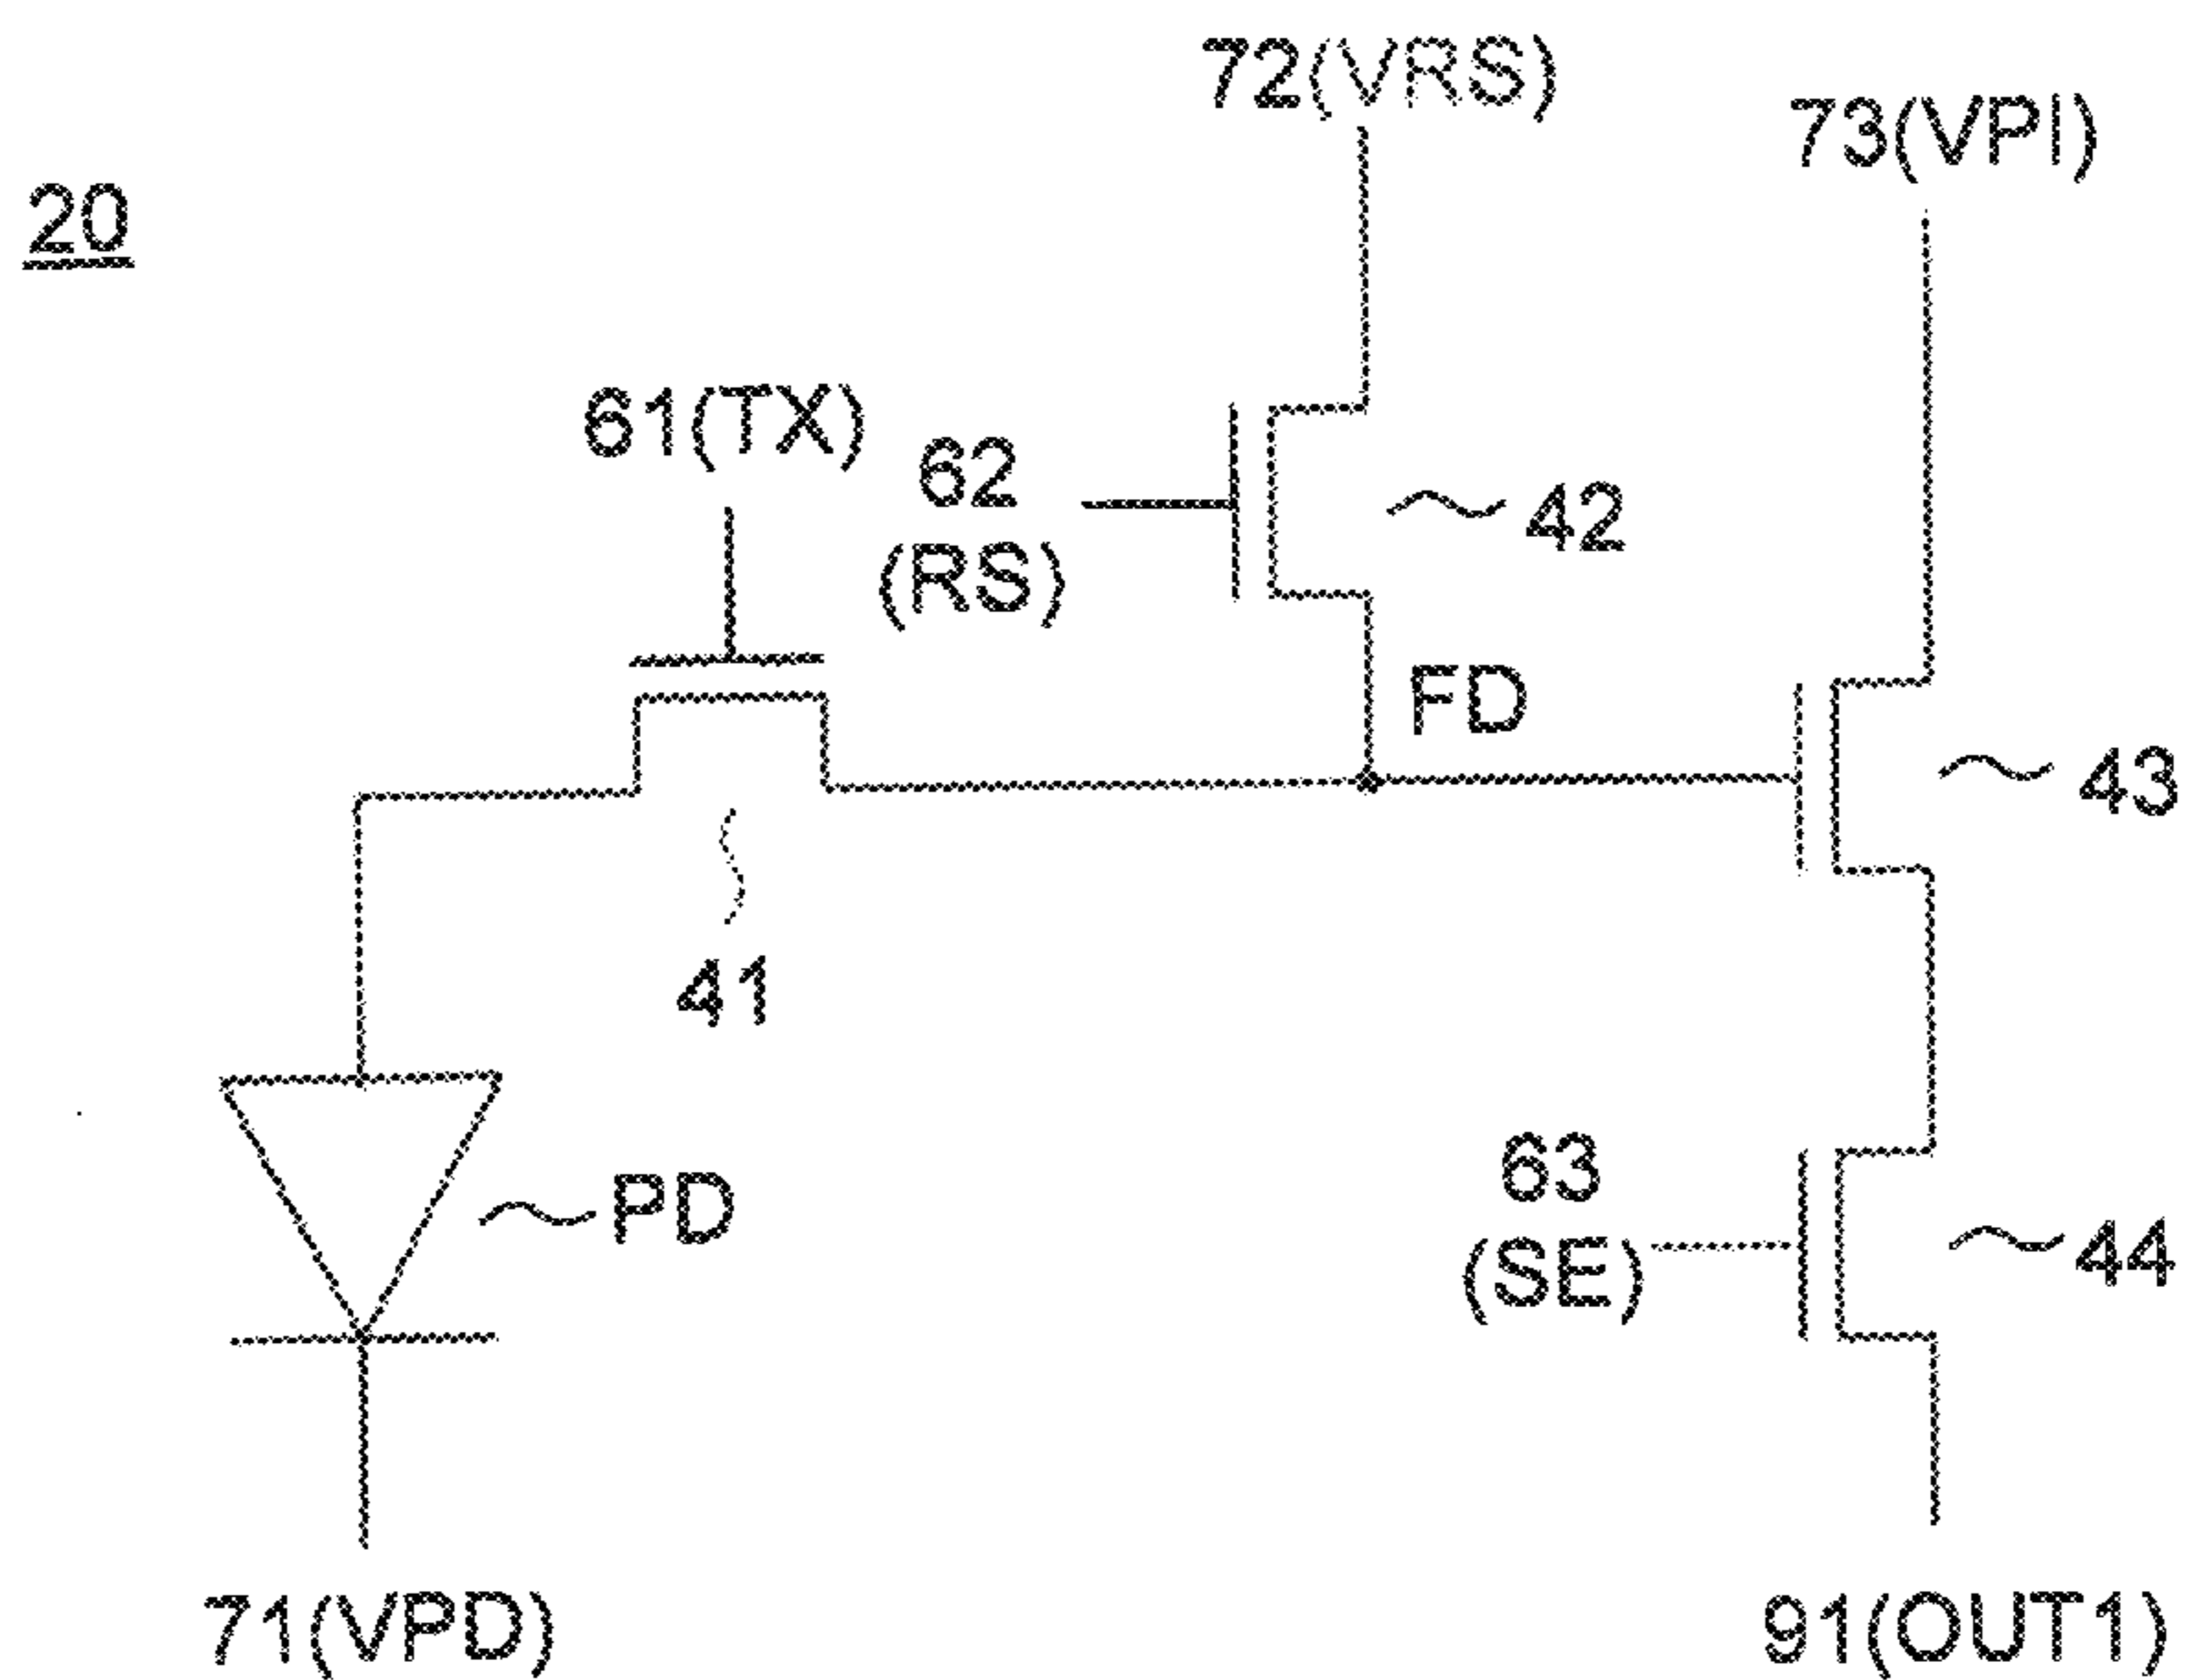 72(VRS)
73(VPI)
20
61(TX)
62
(RS)
42
FD
43
41
63
(SE)
PD
44
71(VPD)
91(OUT1)